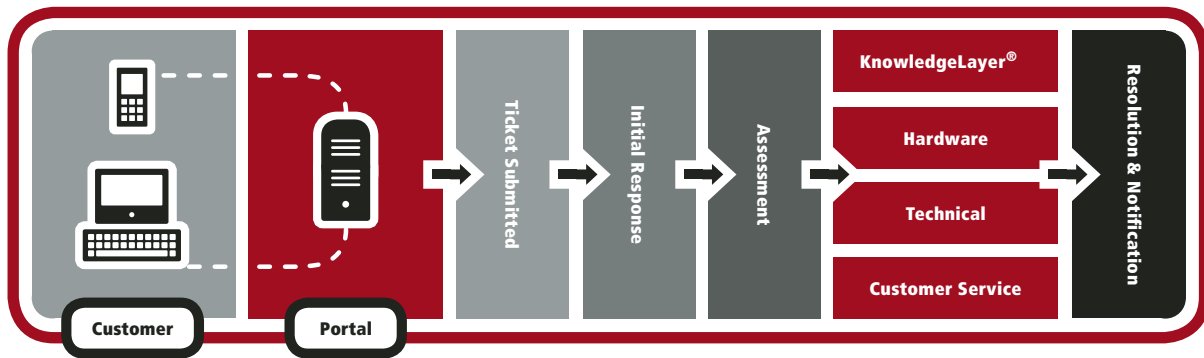 Customer
Portal
Ticket Submitted
Initial Response
Assessment
KnowledgeLayer®
Hardware
Technical
Customer Service
Resolution & Notification